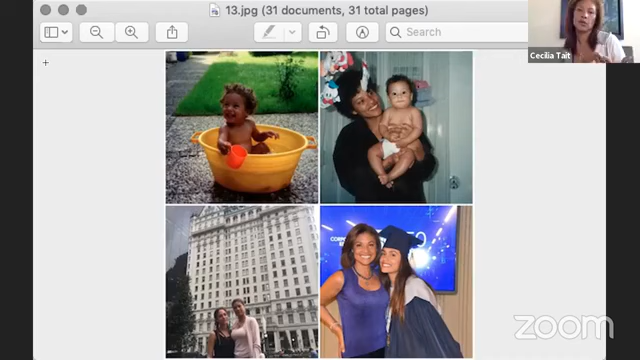 13.jpg (31 documents, 31 total pages)
Search
Cecilia Tait
zoom